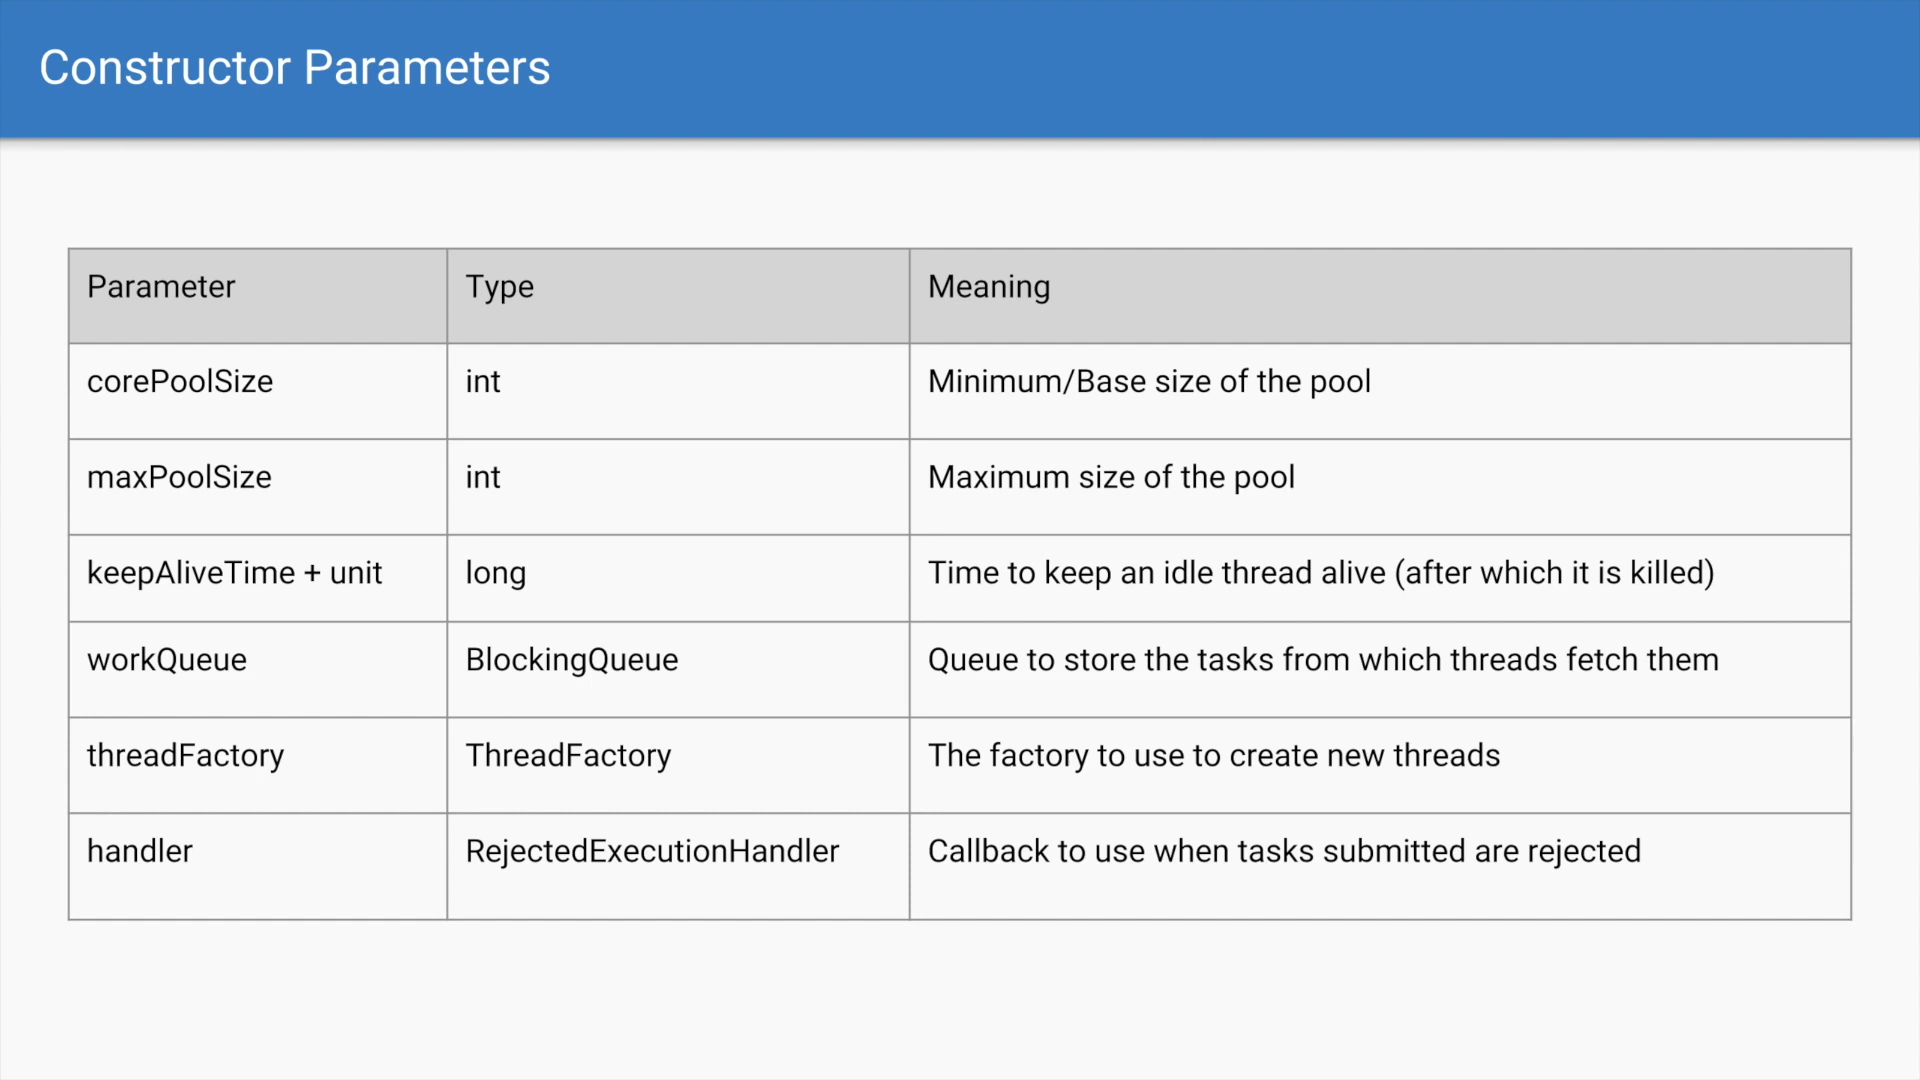 Constructor Parameters
Parameter Type Meaning
corePoolSize int Minimum/Base size of the pool
maxPoolSize int Maximum size of the pool
keepAliveTime + unit long Time to keep an idle thread alive (after which it is killed)
workQueue BlockingQueue Queue to store the tasks from which threads fetch them
threadFactory ThreadFactory The factory to use to create new threads
handler RejectedExecutionHandler Callback to use when tasks submitted are rejected